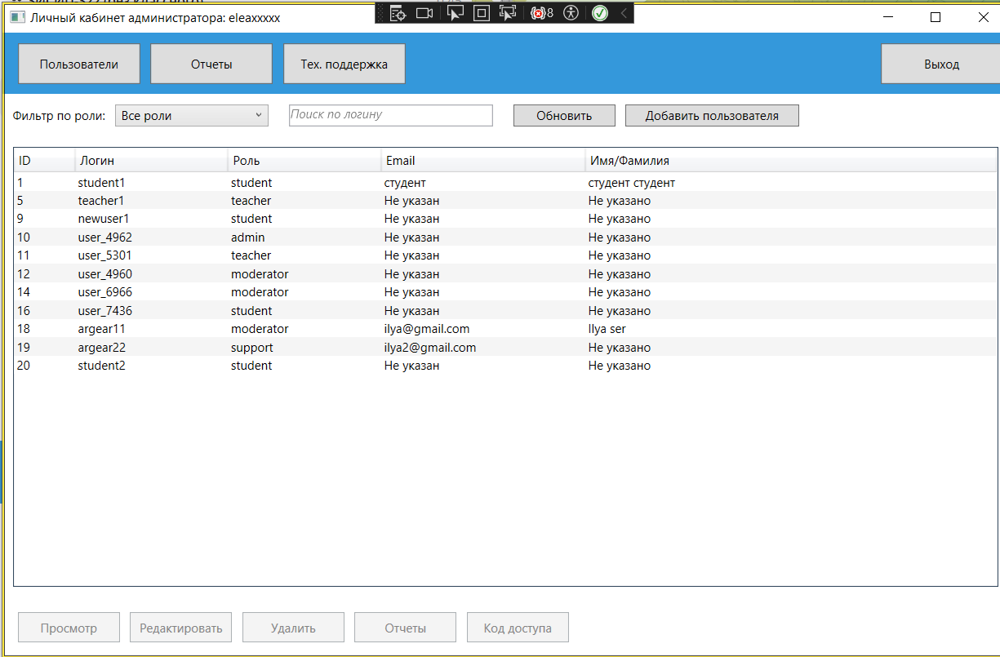 Личный кабинет администратора: eleaxxxxx
8
Пользователи Отчеты Тех. поддержка Выход
Фильтр по роли: Все роли Поиск по логину Обновить Добавить пользователя
ID Логин Роль Email Имя/Фамилия
1 student1 student студент студент студент
5 teacher1 teacher Не указан Не указано
9 newuser1 student Не указан Не указано
10 user_4962 admin Не указан Не указано
11 user_5301 teacher Не указан Не указано
12 user_4960 moderator Не указан Не указано
14 user_6966 moderator Не указан Не указано
16 user_7436 student Не указан Не указано
18 argear11 moderator ilya@gmail.com Ilya ser
19 argear22 support ilya2@gmail.com Не указано
20 student2 student Не указан Не указано
Просмотр Редактировать Удалить Отчеты Код доступа